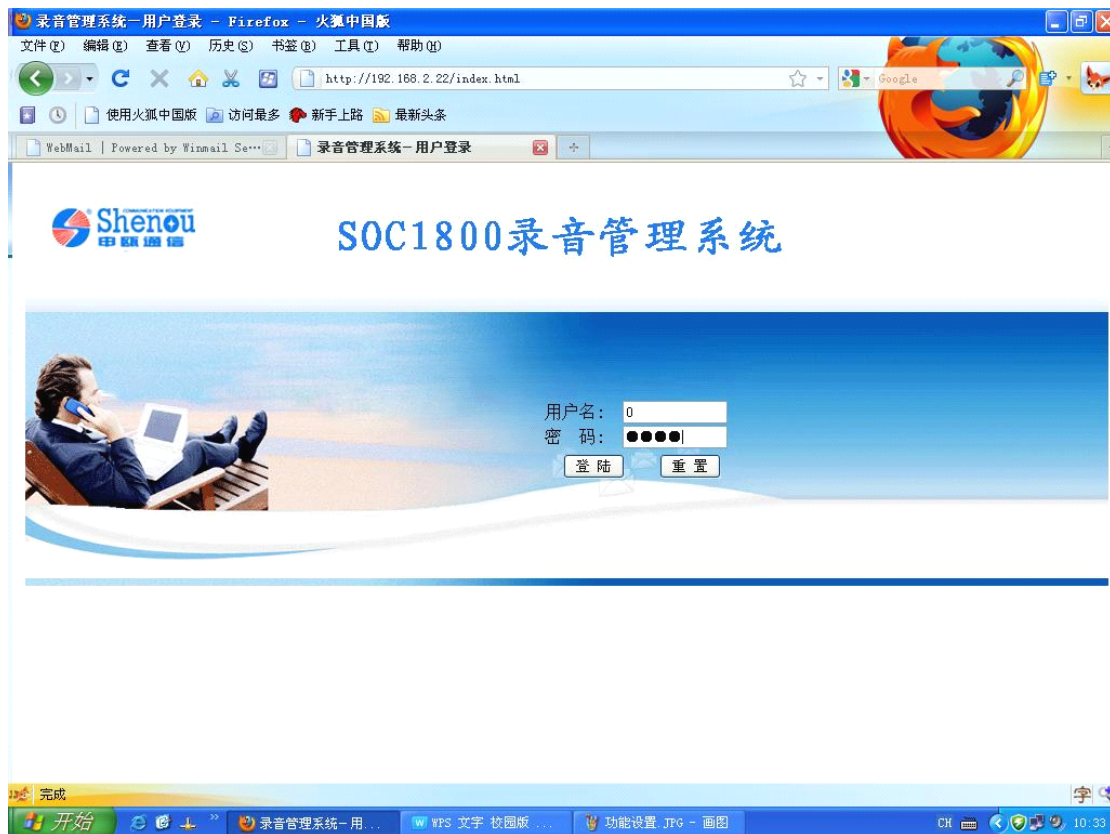 录音管理系统-用户登录 - Firefox - 火狐中国版
文件(F) 编辑(E) 查看(V) 历史(S) 书签(B) 工具(T) 帮助(H)
http://192.168.2.22/index.html
Google
使用火狐中国版 访问最多 新手上路 最新头条
WebMail | Powered by Winmail Se… 录音管理系统-用户登录
Shenou
申瓯通信
SOC1800录音管理系统
用户名: 0
密 码: ●●●●
登 陆 重 置
完成
字
开始 录音管理系统-用... WPS 文字 校园版 ... 功能设置.JPG - 画图 CH 10:33